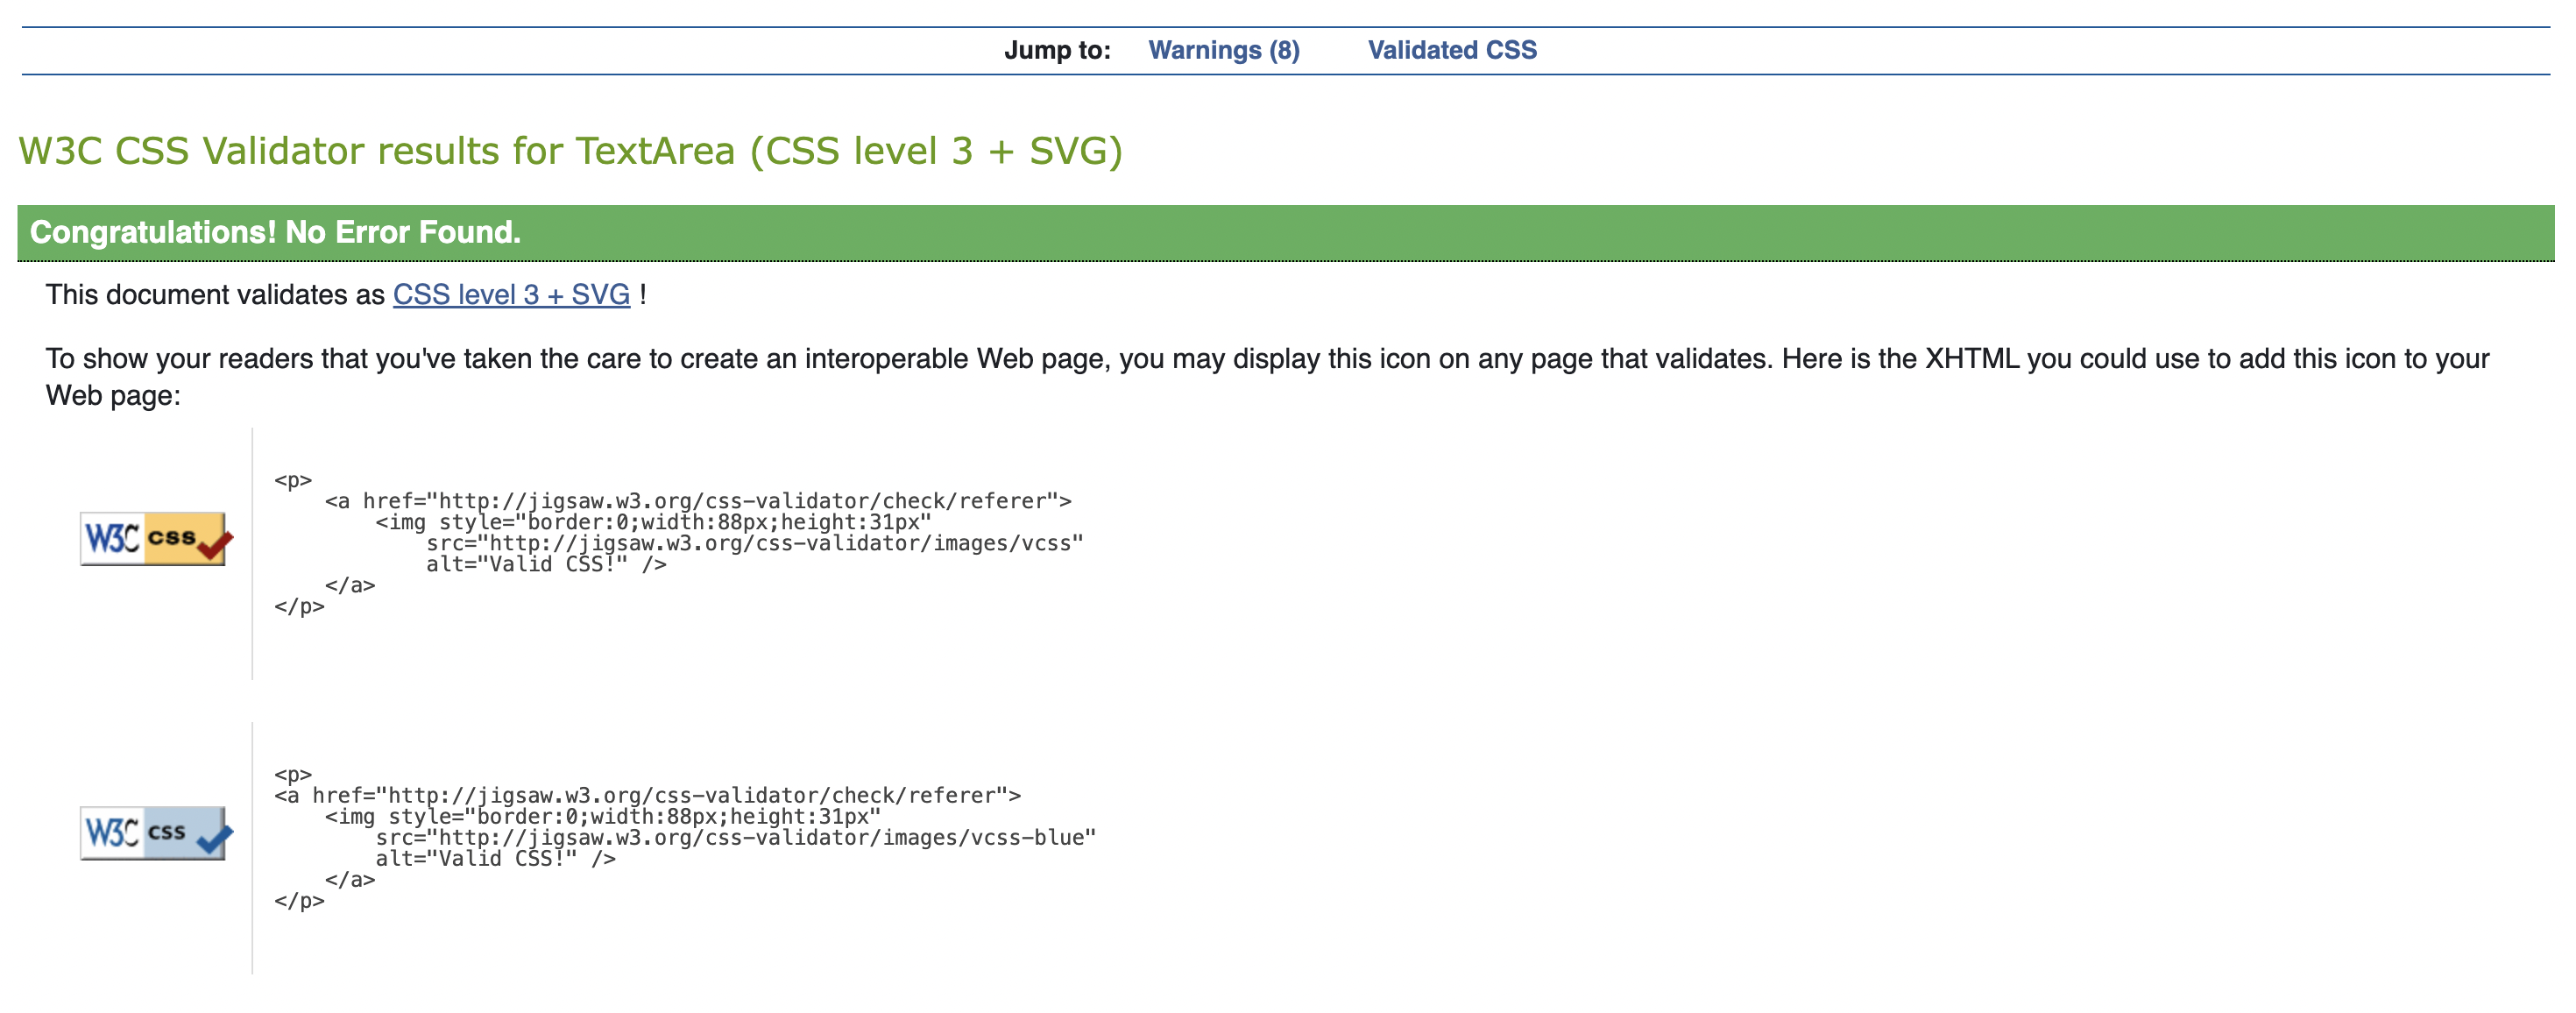 Jump to: Warnings (8) Validated CSS
W3C CSS Validator results for TextArea (CSS level 3 + SVG)
Congratulations! No Error Found.
This document validates as CSS level 3 + SVG !
To show your readers that you've taken the care to create an interoperable Web page, you may display this icon on any page that validates. Here is the XHTML you could use to add this icon to your
Web page:
W3C css
<p>
    <a href="http://jigsaw.w3.org/css-validator/check/referer">
        <img style="border:0;width:88px;height:31px"
            src="http://jigsaw.w3.org/css-validator/images/vcss"
            alt="Valid CSS!" />
    </a>
</p>
W3C css
<p>
<a href="http://jigsaw.w3.org/css-validator/check/referer">
    <img style="border:0;width:88px;height:31px"
        src="http://jigsaw.w3.org/css-validator/images/vcss-blue"
        alt="Valid CSS!" />
    </a>
</p>